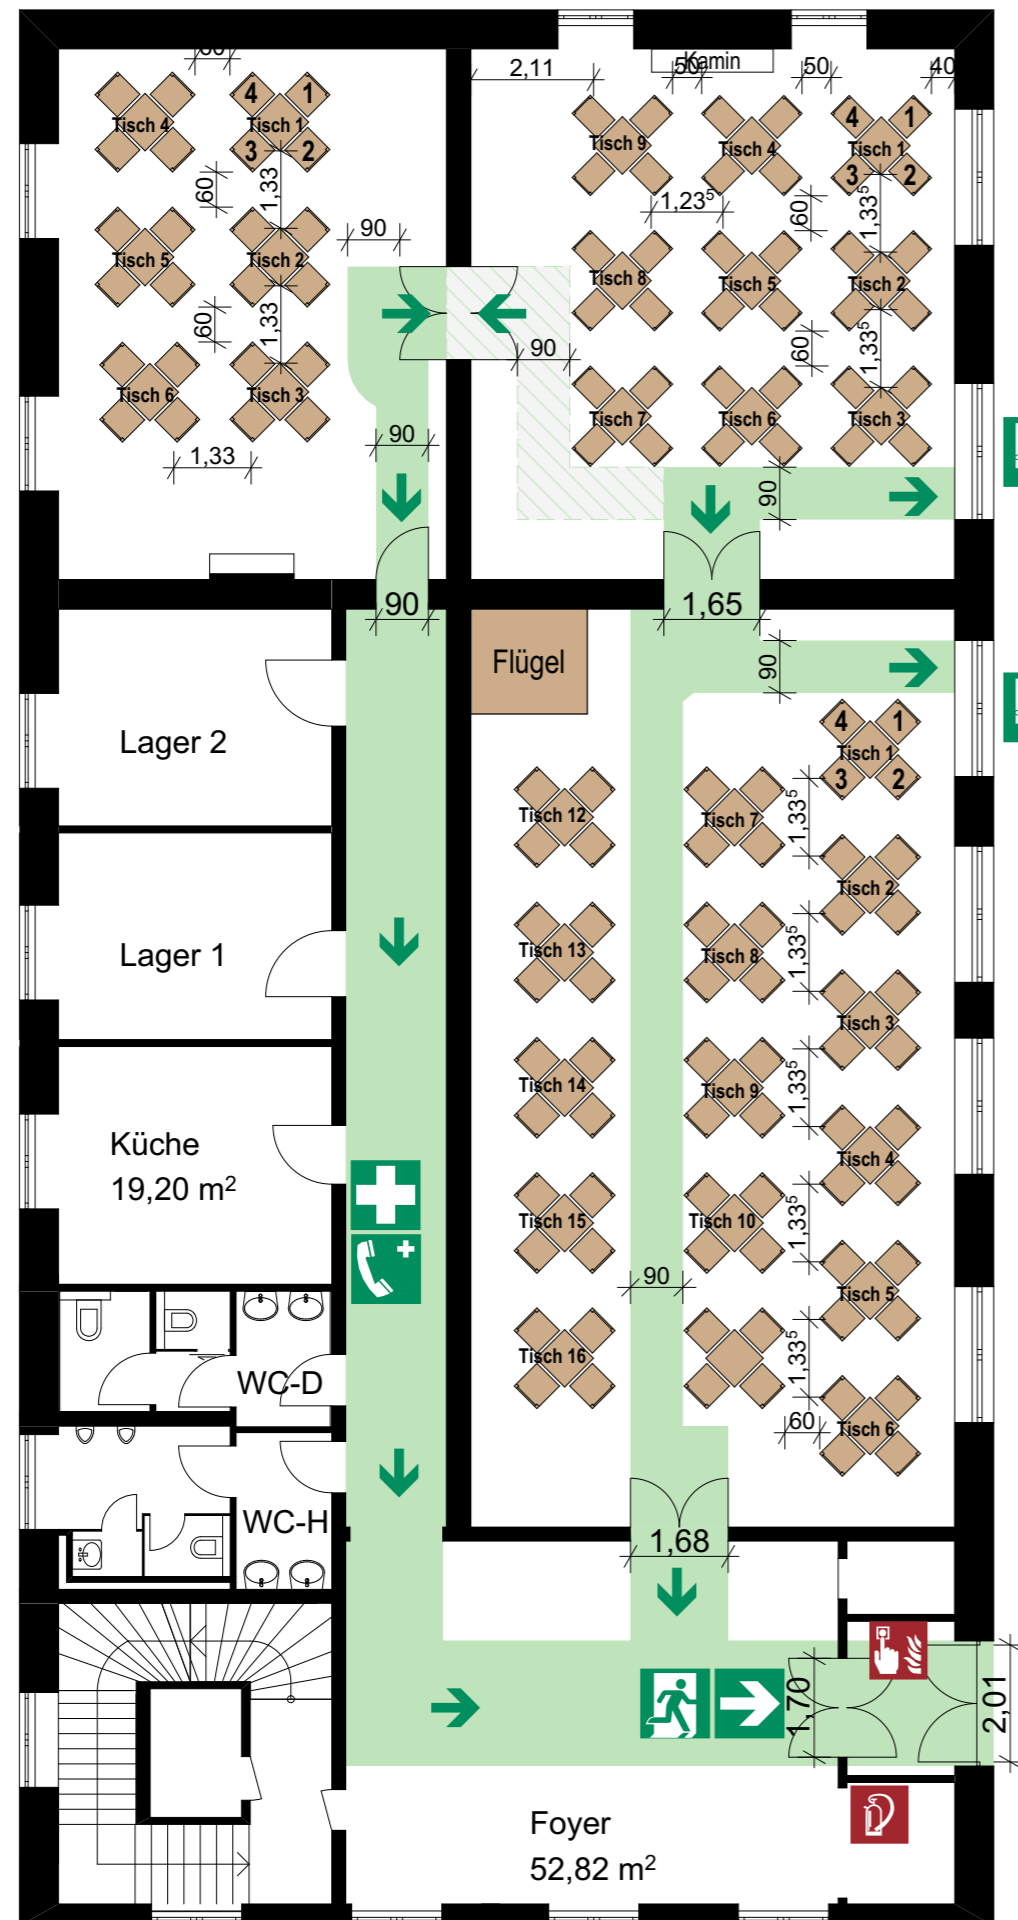 60
Kamin
2,11
50
50
40
Tisch 4
4
1
Tisch 1
3
2
Tisch 9
Tisch 4
4
1
Tisch 1
3
2
60
1,33
1,23⁵
60
1,33⁵
90
Tisch 5
Tisch 2
Tisch 8
Tisch 5
Tisch 2
60
1,33
90
60
1,33⁵
Tisch 6
Tisch 3
Tisch 7
Tisch 6
Tisch 3
1,33
90
90
90
1,65
Flügel
90
Lager 2
4
1
Tisch 1
3
2
Tisch 12
Tisch 7
1,33⁵
Tisch 2
Lager 1
Tisch 13
Tisch 8
1,33⁵
Tisch 3
Tisch 14
Tisch 9
1,33⁵
Küche
19,20 m²
Tisch 4
Tisch 15
Tisch 10
1,33⁵
90
Tisch 5
Tisch 16
1,33⁵
WC-D
60
Tisch 6
WC-H
1,68
1,70
2,01
Foyer
52,82 m²